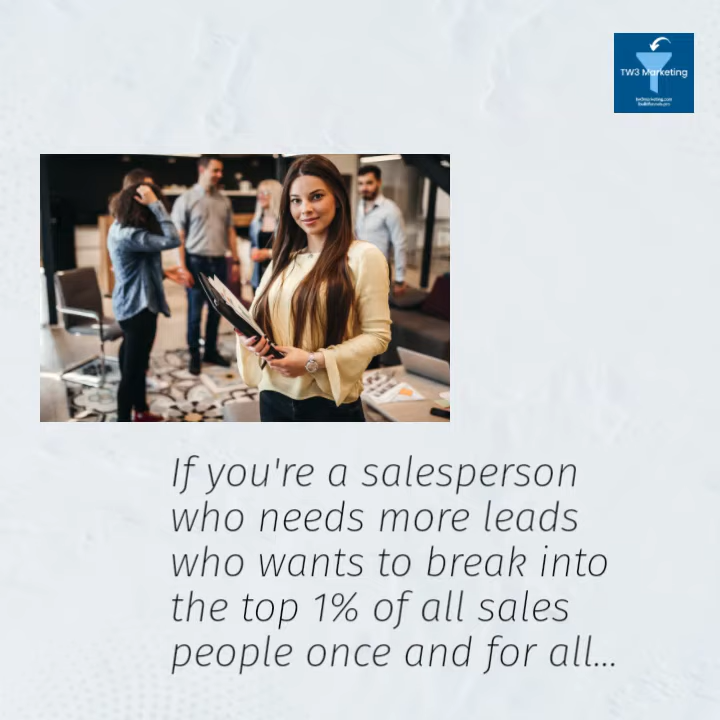 TW3 Marketing
If you're a salesperson
who needs more leads
who wants to break into
the top 1% of all sales
people once and for all...